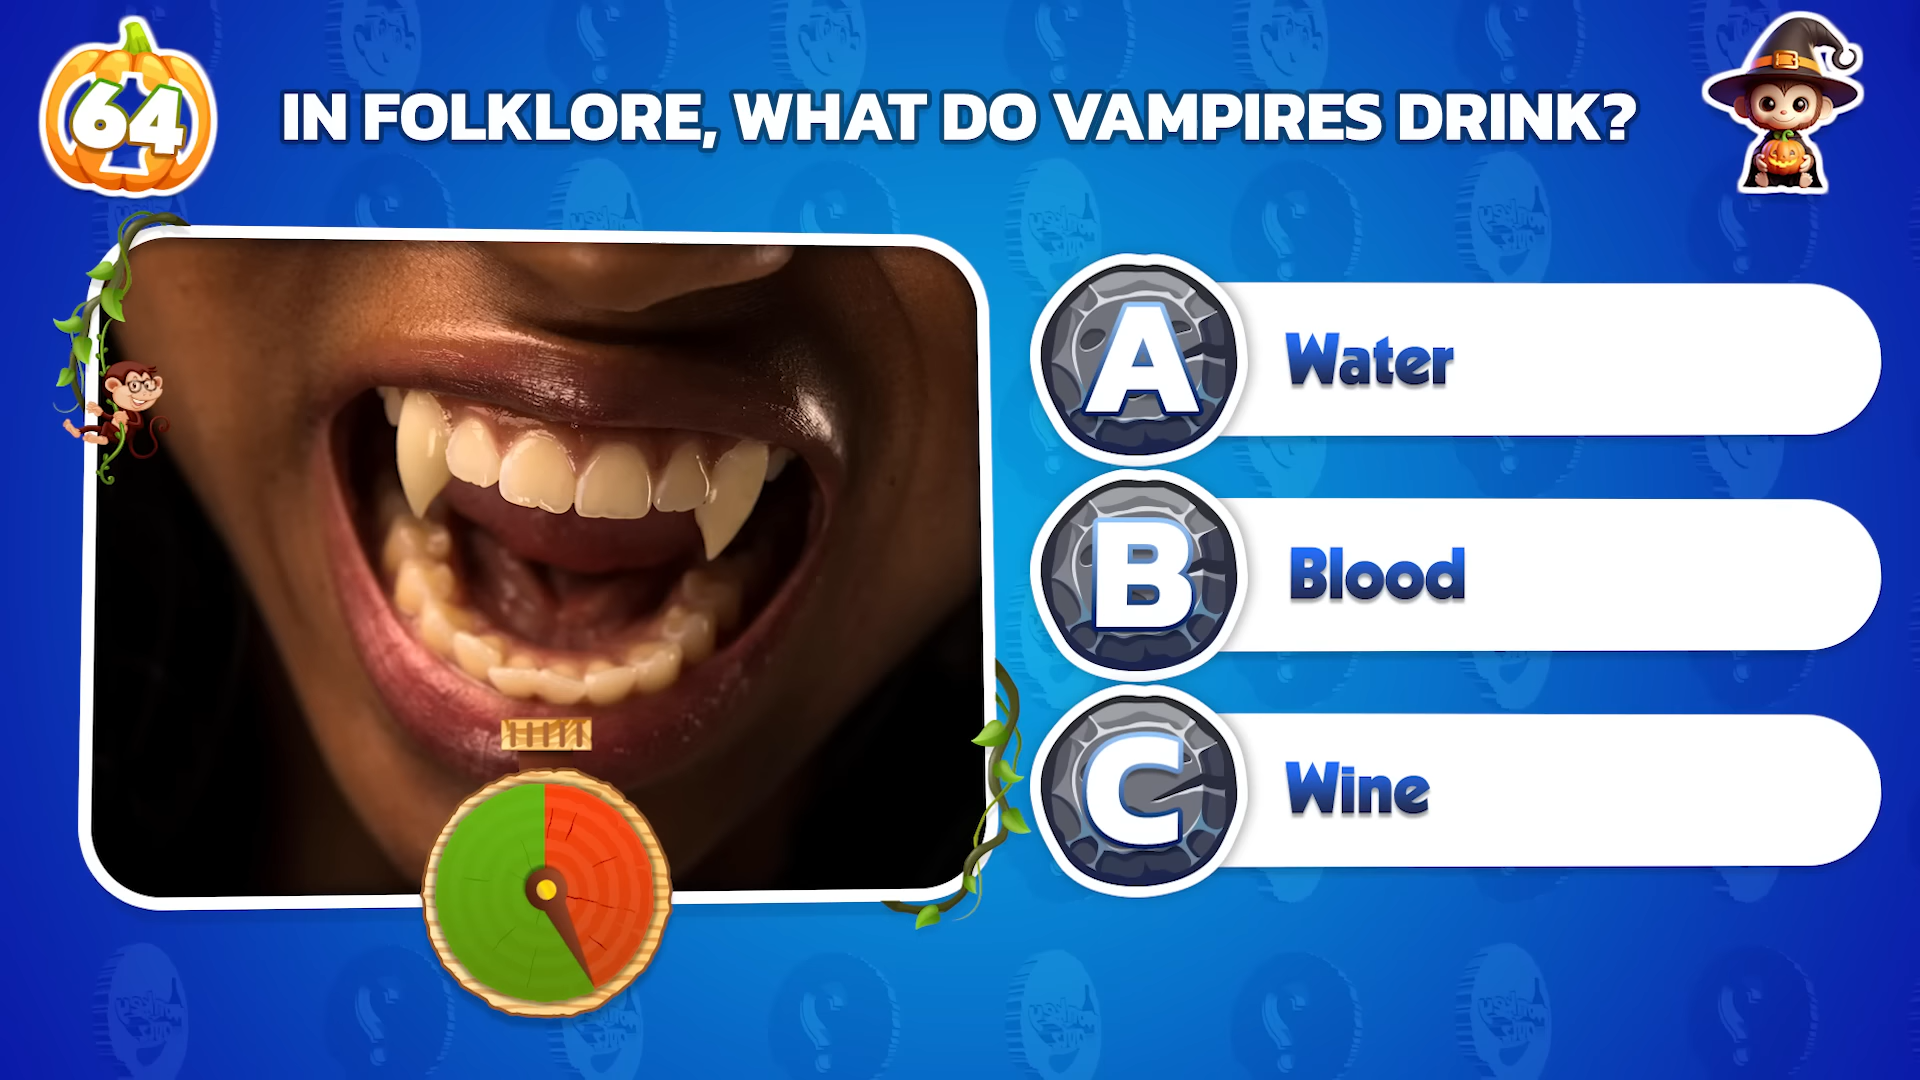 64
IN FOLKLORE, WHAT DO VAMPIRES DRINK?
A
Water
B
Blood
C
Wine